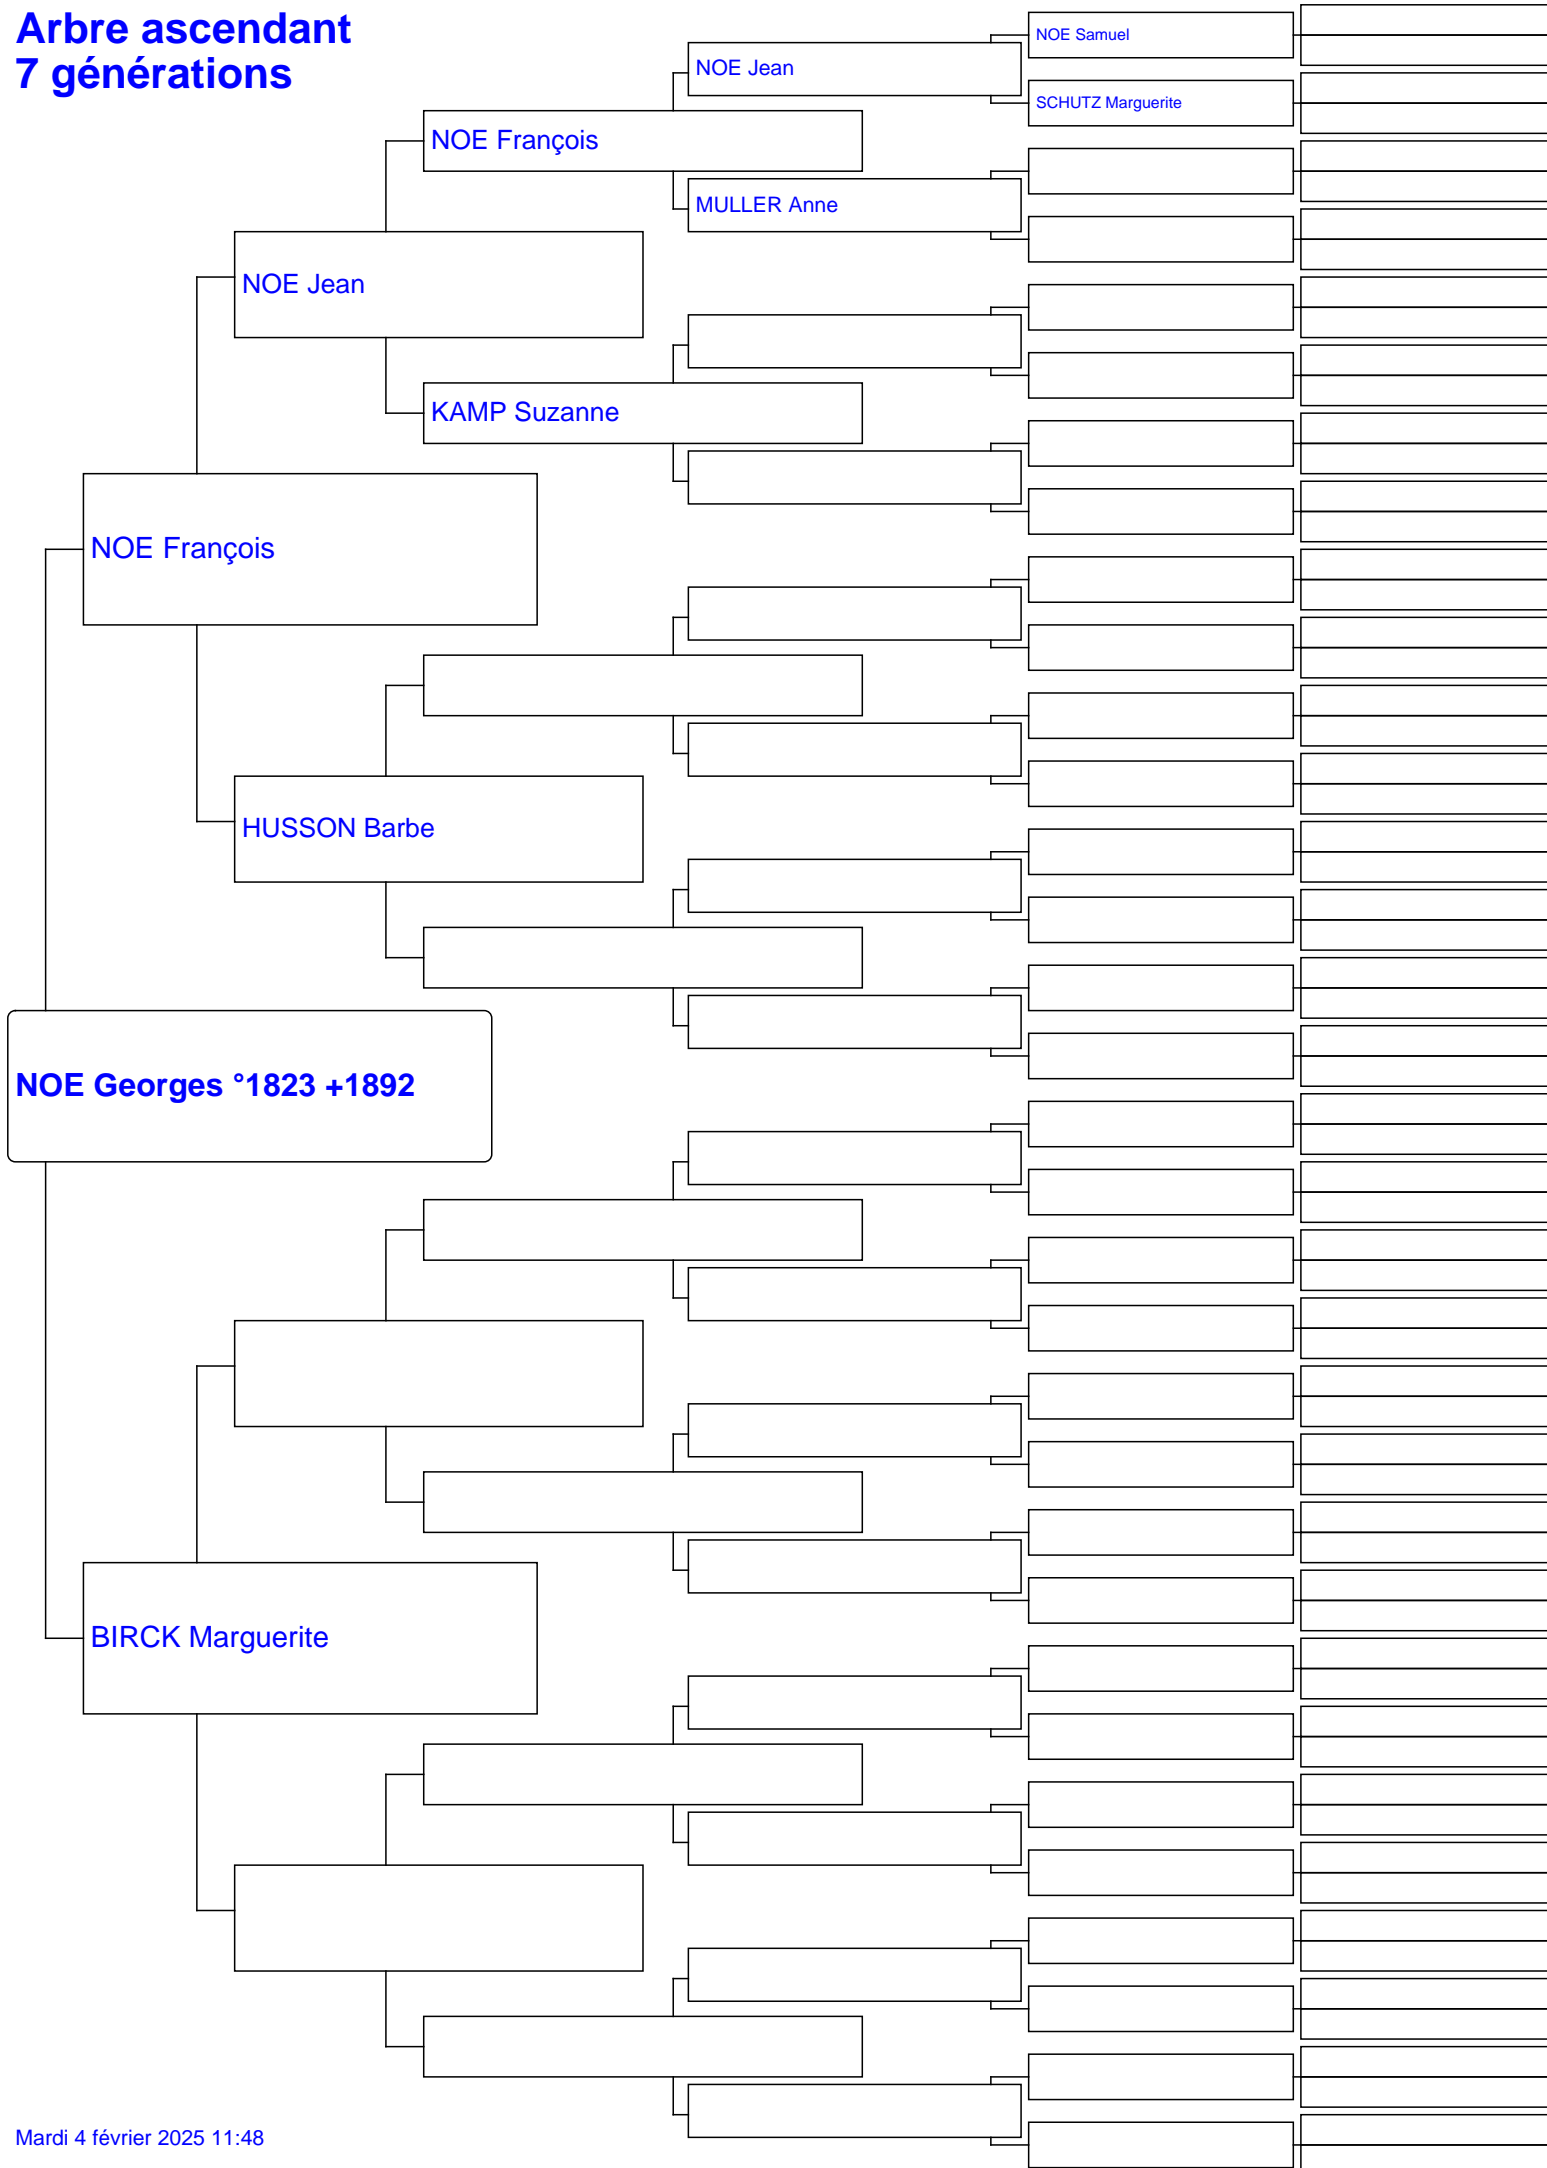 Arbre ascendant
7 générations
NOE Samuel
NOE Jean
SCHUTZ Marguerite
NOE François
MULLER Anne
NOE Jean
KAMP Suzanne
NOE François
HUSSON Barbe
NOE Georges °1823 +1892
BIRCK Marguerite
Mardi 4 février 2025 11:48